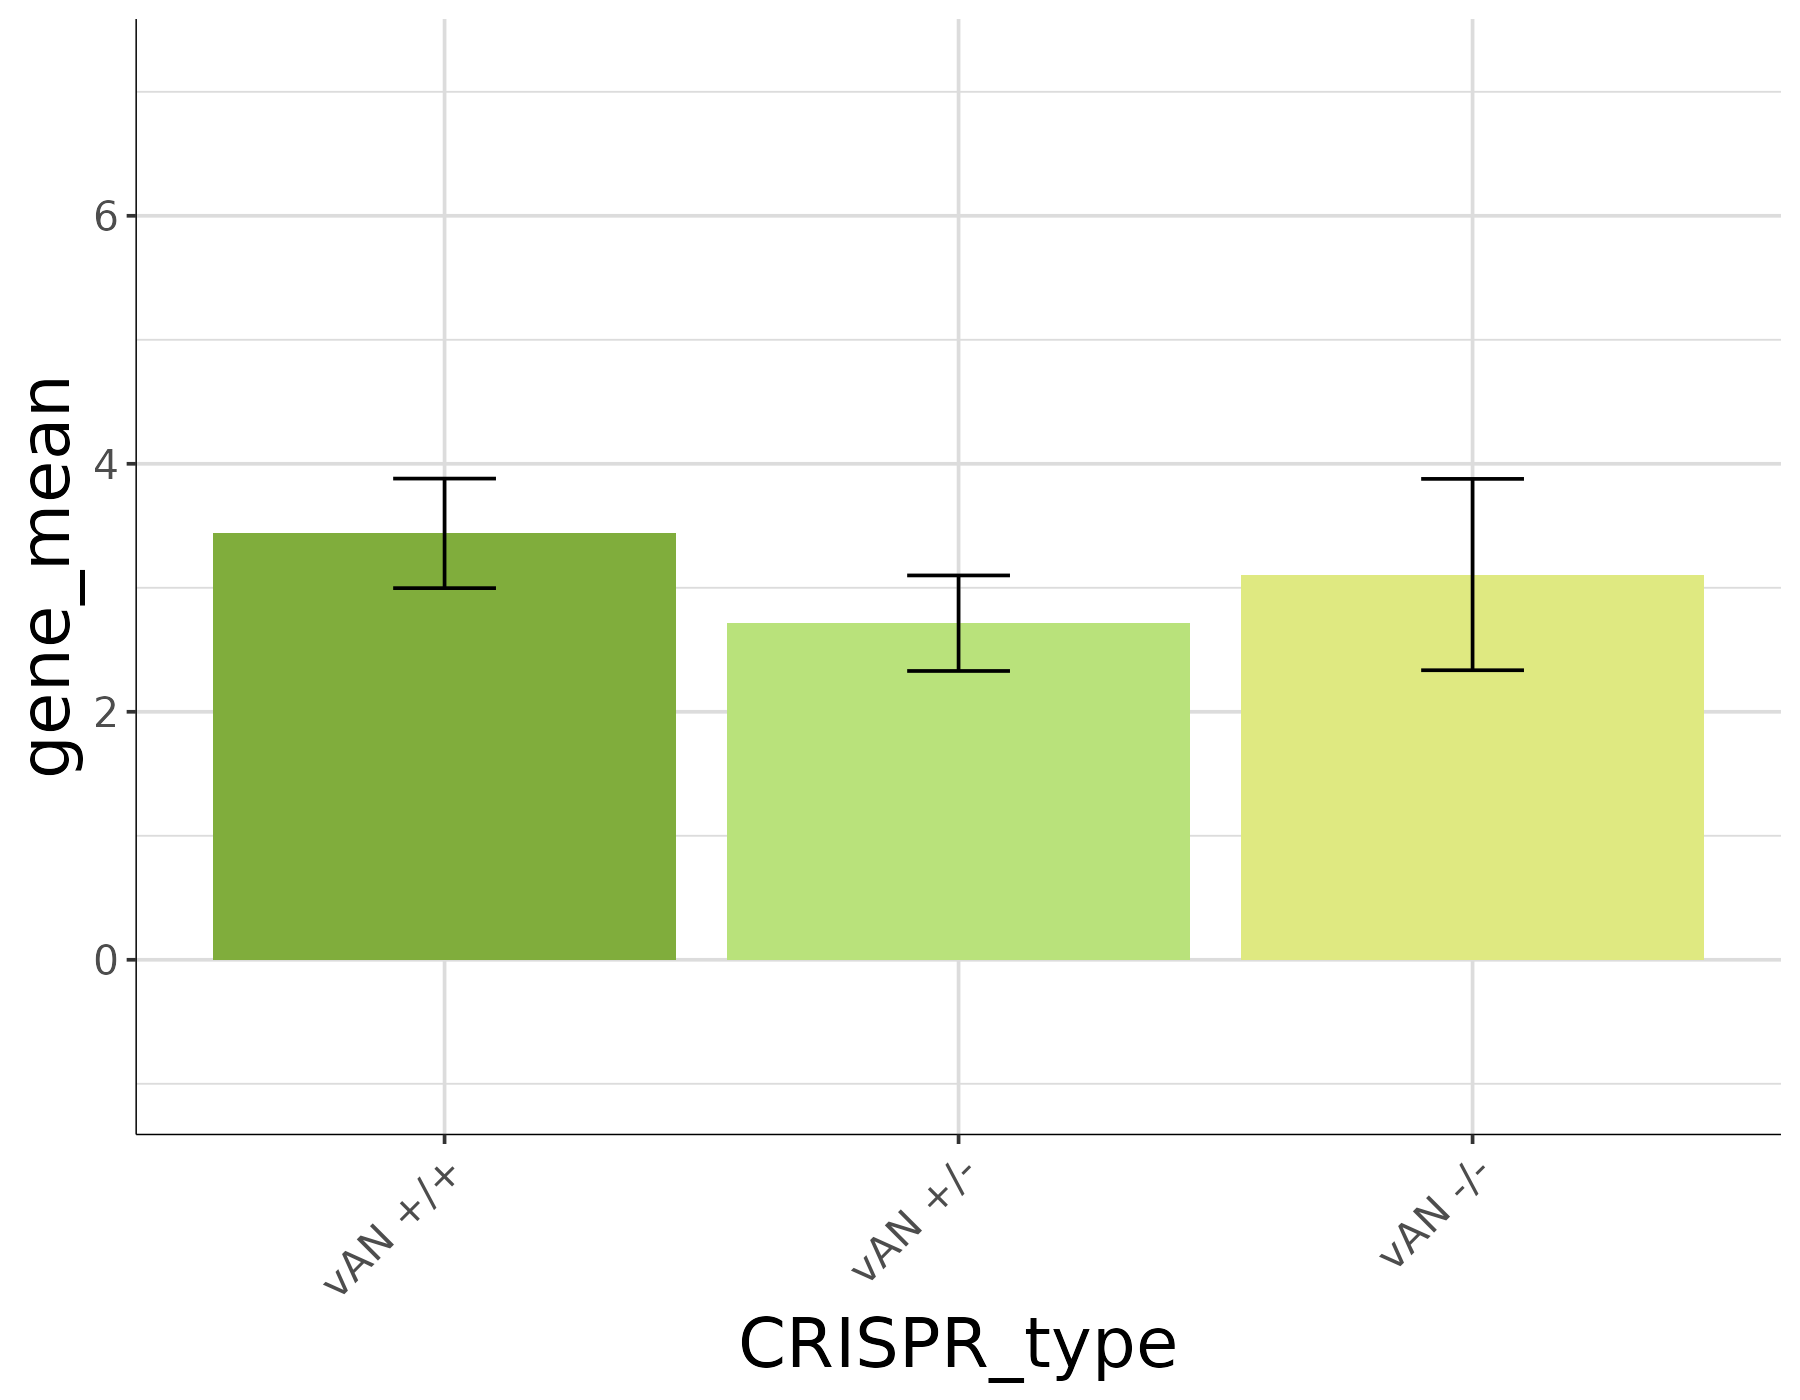 gene_mean
6
4
2
0
vAN +/+
vAN +/-
vAN -/-
CRISPR_type